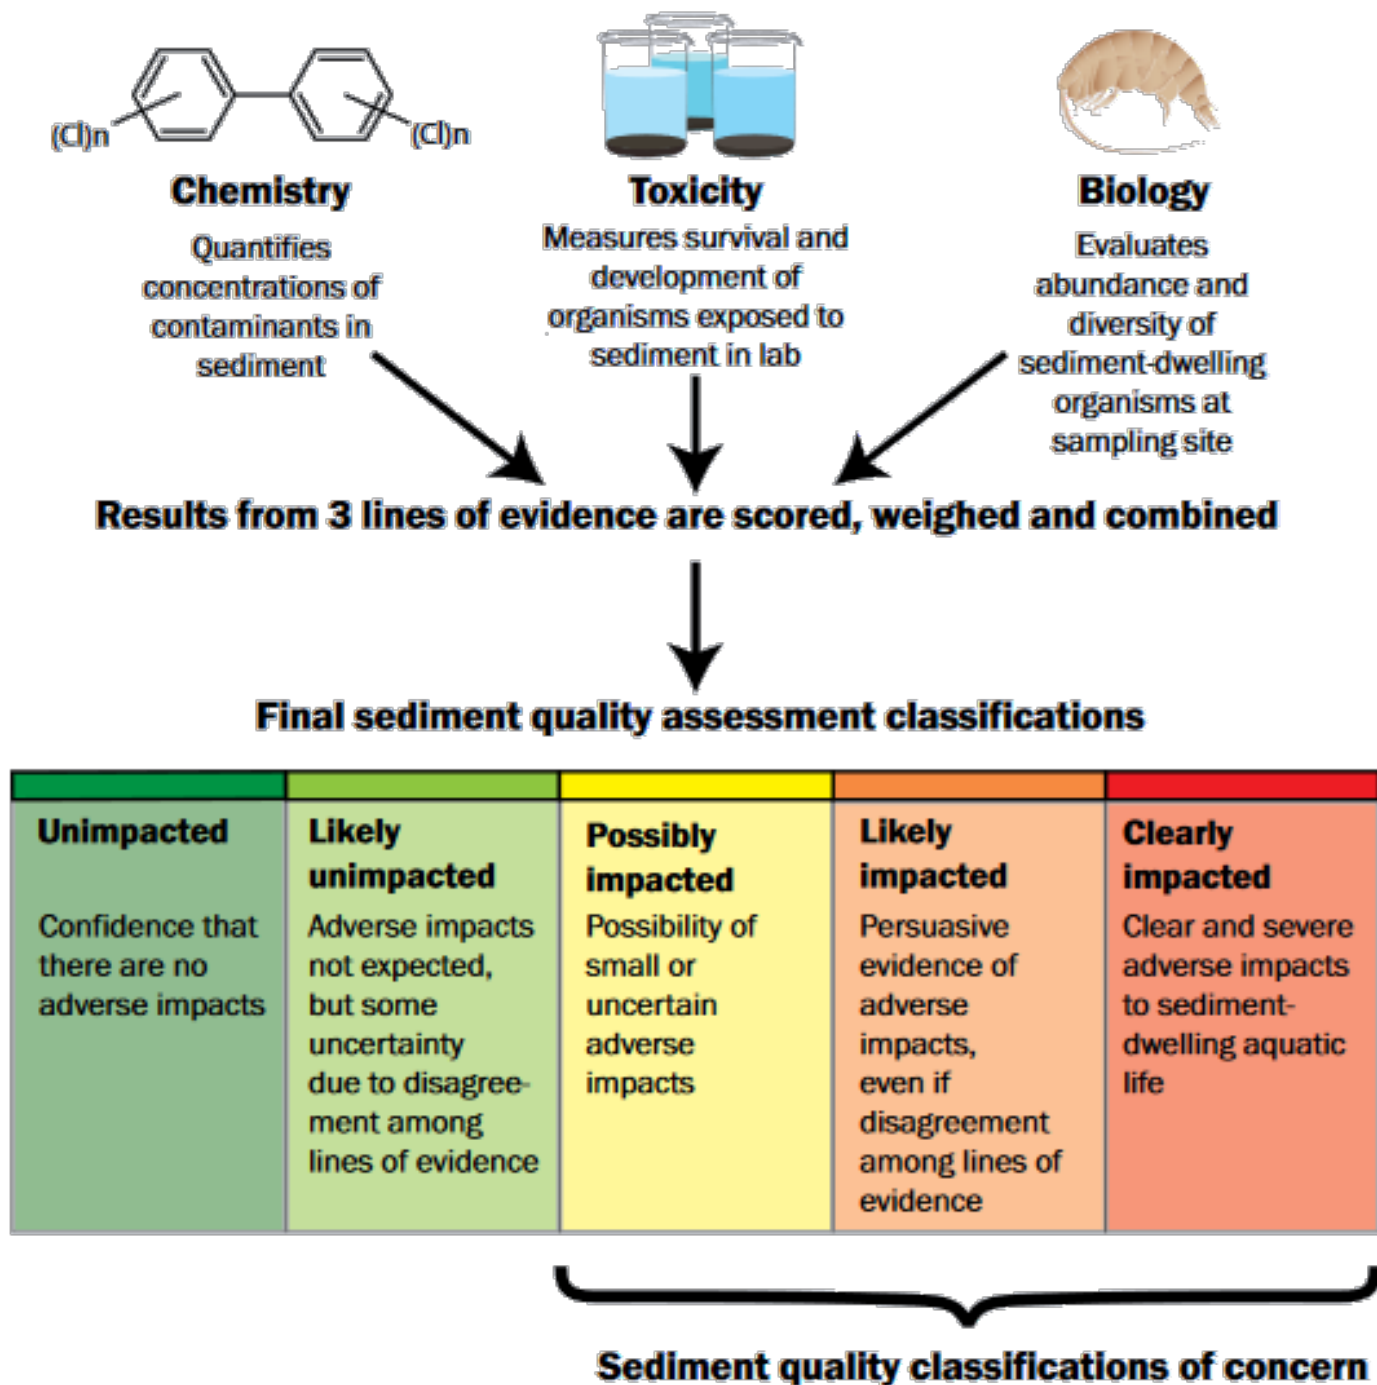 (Cl)n
(Cl)n
Chemistry
Quantifies
concentrations of
contaminants in
sediment
Toxicity
Measures survival and
development of
organisms exposed to
sediment in lab
Biology
Evaluates
abundance and
diversity of
sediment-dwelling
organisms at
sampling site
Results from 3 lines of evidence are scored, weighed and combined
Final sediment quality assessment classifications
Unimpacted
Confidence that
there are no
adverse impacts
Likely
unimpacted
Adverse impacts
not expected,
but some
uncertainty
due to disagree-
ment among
lines of evidence
Possibly
impacted
Possibility of
small or
uncertain
adverse
impacts
Likely
impacted
Persuasive
evidence of
adverse
impacts,
even if
disagreement
among lines of
evidence
Clearly
impacted
Clear and severe
adverse impacts
to sediment-
dwelling aquatic
life
Sediment quality classifications of concern